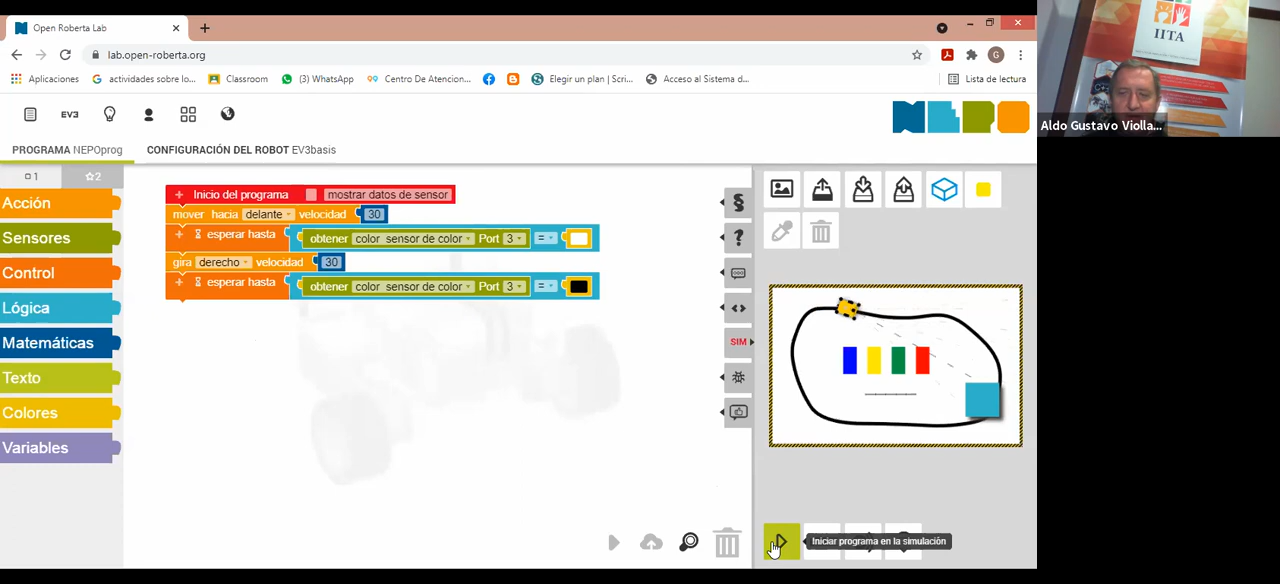 Open Roberta Lab
lab.open-roberta.org
Aplicaciones
actividades sobre lo...
Classroom
(3) WhatsApp
Centro De Atencion...
Elegir un plan | Scri...
Acceso al Sistema d...
Lista de lectura
G
EV3
PROGRAMA NEPOprog
CONFIGURACIÓN DEL ROBOT EV3basis
1
2
Acción
Sensores
Control
Lógica
Matemáticas
Texto
Colores
Variables
Inicio del programa mostrar datos de sensor
mover hacia delante velocidad 30
esperar hasta obtener color sensor de color Port 3 =
gira derecho velocidad 30
esperar hasta obtener color sensor de color Port 3 =
SIM
Iniciar programa en la simulación
IITA
Aldo Gustavo Violla...